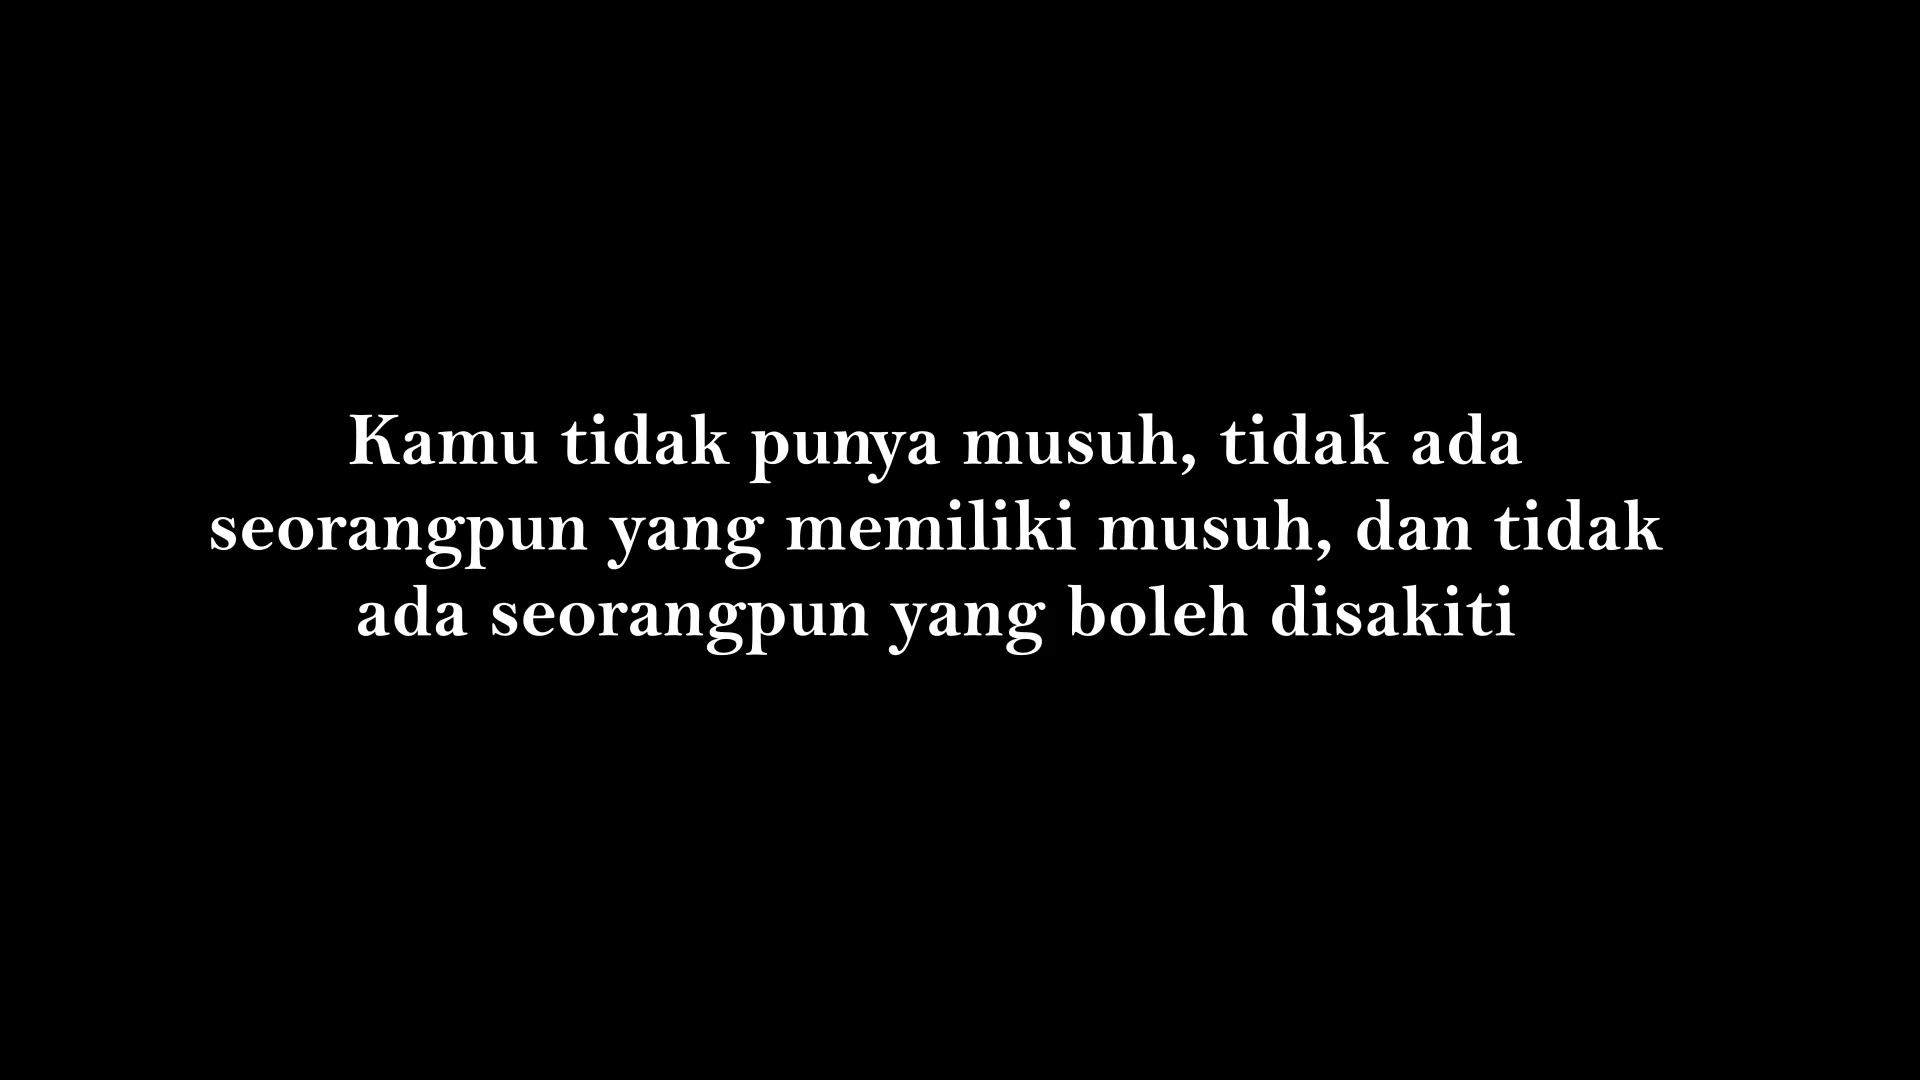 Kamu tidak punya musuh, tidak ada
seorangpun yang memiliki musuh, dan tidak
ada seorangpun yang boleh disakiti